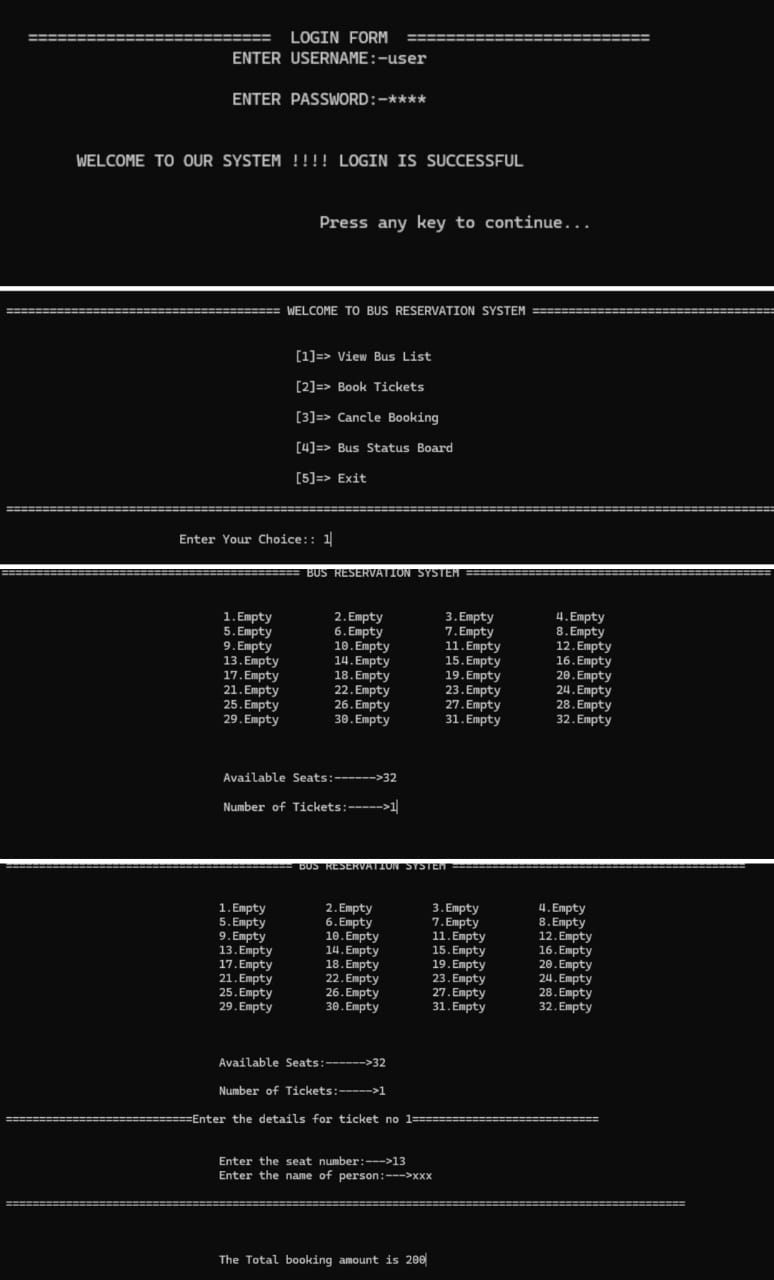 ========================= LOGIN FORM =========================
ENTER USERNAME:-user
ENTER PASSWORD:-****
WELCOME TO OUR SYSTEM !!!! LOGIN IS SUCCESSFUL
Press any key to continue...
====================================== WELCOME TO BUS RESERVATION SYSTEM ==================================
[1]=> View Bus List
[2]=> Book Tickets
[3]=> Cancle Booking
[4]=> Bus Status Board
[5]=> Exit
===========================================================================================================
Enter Your Choice:: 1
=========================================== BUS RESERVATION SYSTEM ============================================
1.Empty 2.Empty 3.Empty 4.Empty
5.Empty 6.Empty 7.Empty 8.Empty
9.Empty 10.Empty 11.Empty 12.Empty
13.Empty 14.Empty 15.Empty 16.Empty
17.Empty 18.Empty 19.Empty 20.Empty
21.Empty 22.Empty 23.Empty 24.Empty
25.Empty 26.Empty 27.Empty 28.Empty
29.Empty 30.Empty 31.Empty 32.Empty
Available Seats:------>32
Number of Tickets:----->1
=========================================== BUS RESERVATION SYSTEM ============================================
1.Empty 2.Empty 3.Empty 4.Empty
5.Empty 6.Empty 7.Empty 8.Empty
9.Empty 10.Empty 11.Empty 12.Empty
13.Empty 14.Empty 15.Empty 16.Empty
17.Empty 18.Empty 19.Empty 20.Empty
21.Empty 22.Empty 23.Empty 24.Empty
25.Empty 26.Empty 27.Empty 28.Empty
29.Empty 30.Empty 31.Empty 32.Empty
Available Seats:------>32
Number of Tickets:----->1
============================Enter the details for ticket no 1============================
Enter the seat number:--->13
Enter the name of person:--->xxx
======================================================================================================
The Total booking amount is 200